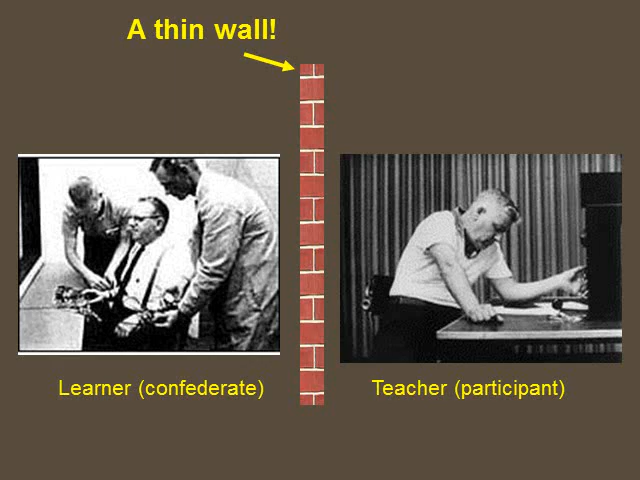 A thin wall!
Learner (confederate)
Teacher (participant)